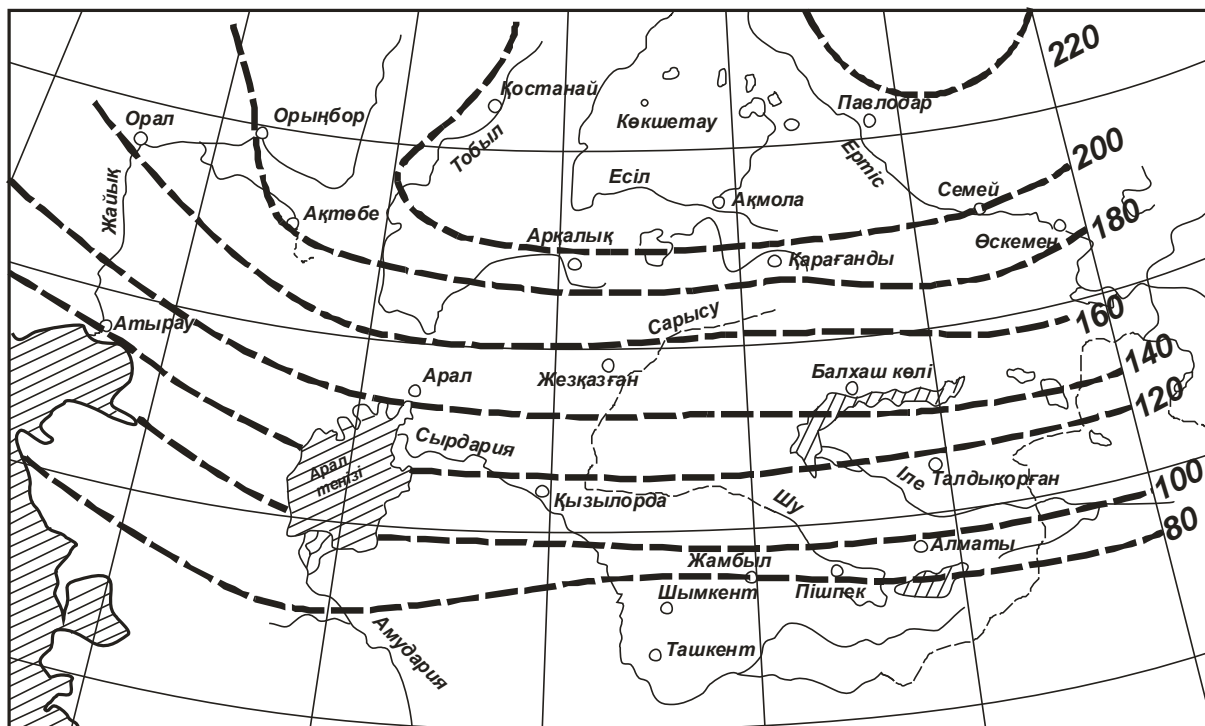 220
Қостанай
Павлодар
Орал
Орыңбор
Көкшетау
Тобыл
Ертіс
200
Есіл
Семей
Ақмола
Жайық
Ақтөбе
180
Өскемен
Арқалық
Қарағанды
Сарысу
160
Атырау
140
Арал
Жезқазған
Балхаш көлі
120
Сырдария
Арал
теңізі
Іле
Талдықорған
100
Қызылорда
Шу
80
Алматы
Жамбыл
Шымкент
Пішпек
Амудария
Ташкент